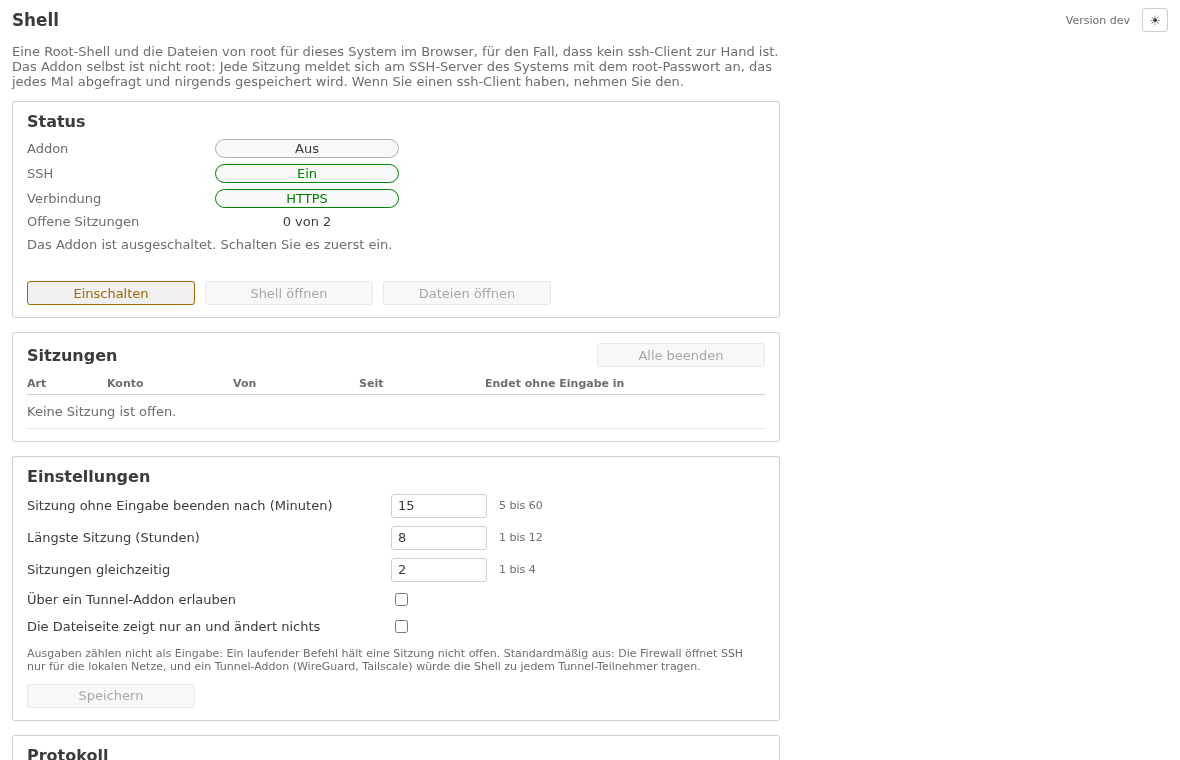 Shell
Version dev
☀
Eine Root-Shell und die Dateien von root für dieses System im Browser, für den Fall, dass kein ssh-Client zur Hand ist.
Das Addon selbst ist nicht root: Jede Sitzung meldet sich am SSH-Server des Systems mit dem root-Passwort an, das
jedes Mal abgefragt und nirgends gespeichert wird. Wenn Sie einen ssh-Client haben, nehmen Sie den.
Status
Addon Aus
SSH Ein
Verbindung HTTPS
Offene Sitzungen 0 von 2
Das Addon ist ausgeschaltet. Schalten Sie es zuerst ein.
Einschalten Shell öffnen Dateien öffnen
Sitzungen Alle beenden
Art Konto Von Seit Endet ohne Eingabe in
Keine Sitzung ist offen.
Einstellungen
Sitzung ohne Eingabe beenden nach (Minuten) 15 5 bis 60
Längste Sitzung (Stunden) 8 1 bis 12
Sitzungen gleichzeitig 2 1 bis 4
Über ein Tunnel-Addon erlauben
Die Dateiseite zeigt nur an und ändert nichts
Ausgaben zählen nicht als Eingabe: Ein laufender Befehl hält eine Sitzung nicht offen. Standardmäßig aus: Die Firewall öffnet SSH
nur für die lokalen Netze, und ein Tunnel-Addon (WireGuard, Tailscale) würde die Shell zu jedem Tunnel-Teilnehmer tragen.
Speichern
Protokoll